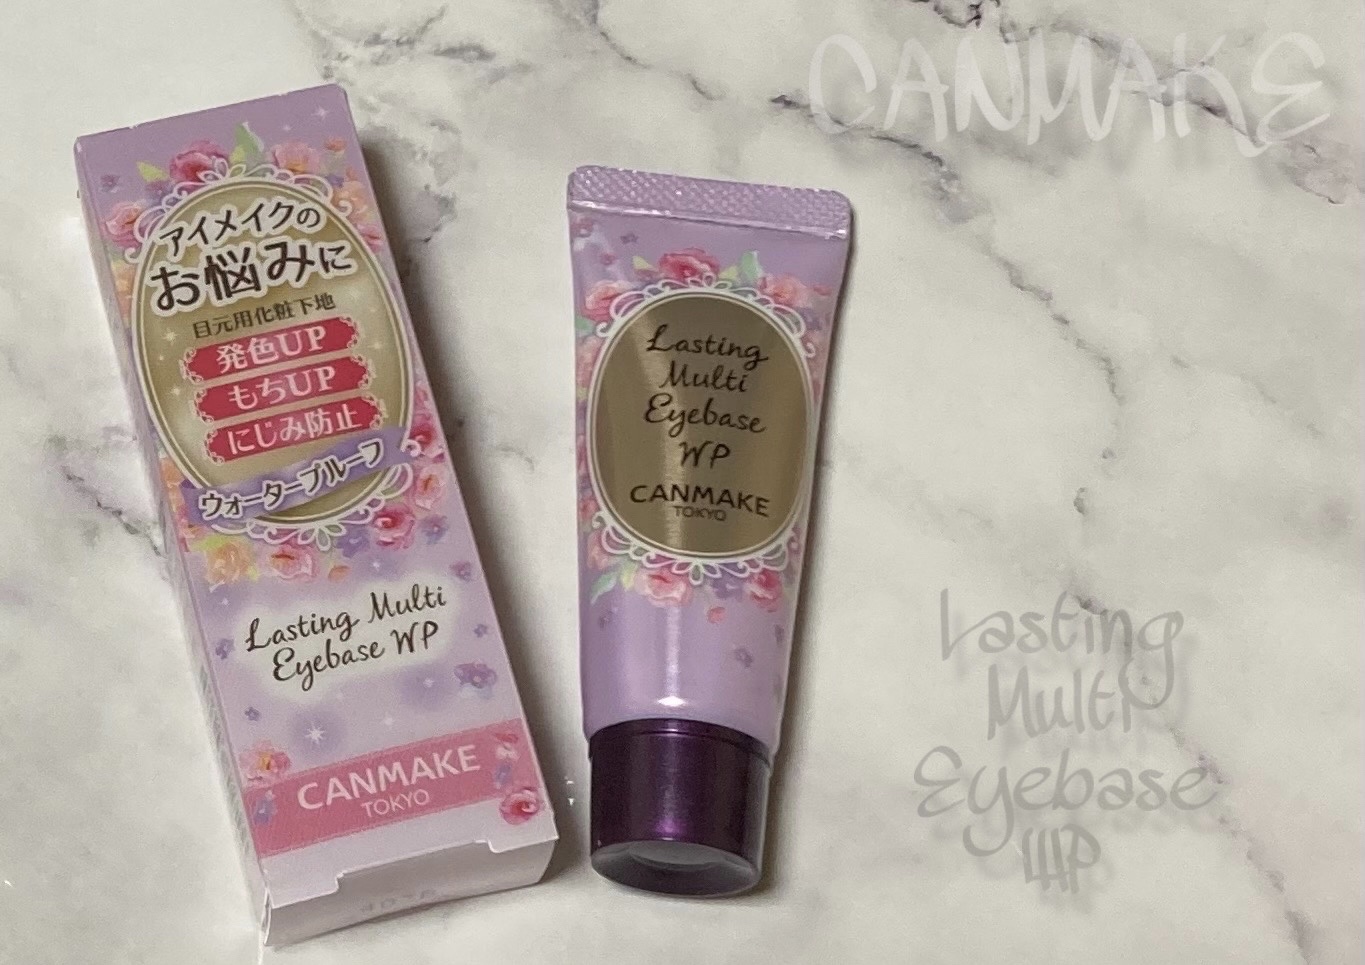 アイメイクの
お悩みに
目元用化粧下地
発色UP
もちUP
にじみ防止
ウォータープルーフ
Lasting Multi
Eyebase WP
CANMAKE
TOKYO
Lasting
Multi
Eyebase
WP
CANMAKE
TOKYO
CANMAKE
Lasting
Multi
Eyebase
WP